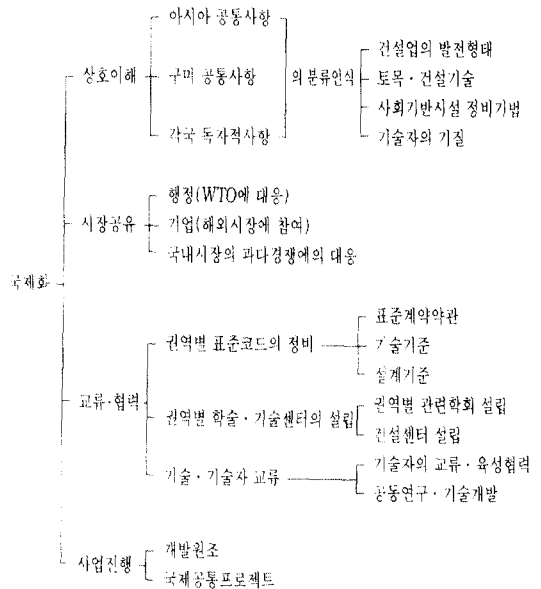 아시아 공통사항
건설업의 발전형태
상호이해 구미 공통사항 의 분류인식 토목·건설기술
사회기반시설 정비기법
각국 독자적사항 기술자의 기질
행정(WTO에 대응)
시장공유 기업(해외시장에 참여)
국내시장의 과다경쟁에의 대응
국제화
표준계약약관
권역별 표준코드의 정비 기술기준
설계기준
교류·협력 권역별 학술·기술센터의 설립 권역별 관련학회 설립
건설센터 설립
기술·기술자 교류 기술자의 교류·육성협력
공동연구·기술개발
사업진행 개발원조
국제공통프로젝트